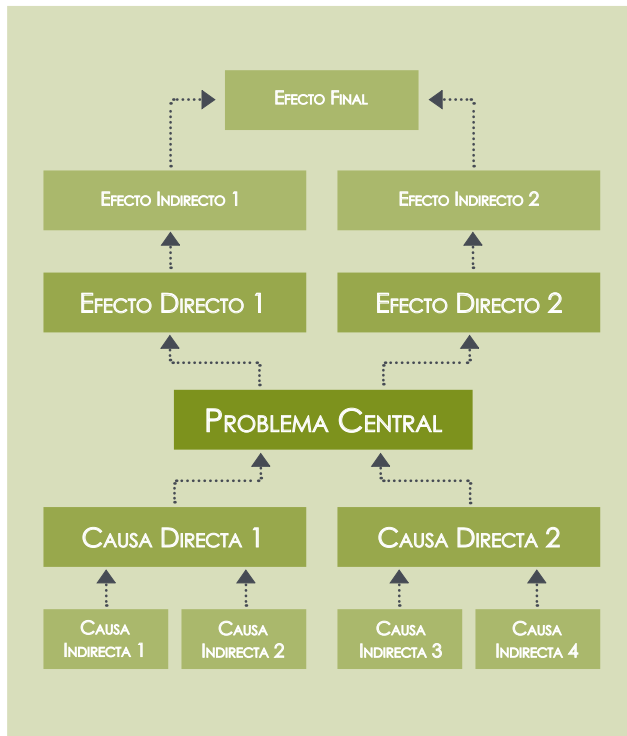 Efecto Final
Efecto Indirecto 1
Efecto Indirecto 2
Efecto Directo 1
Efecto Directo 2
Problema Central
Causa Directa 1
Causa Directa 2
Causa
Indirecta 1
Causa
Indirecta 2
Causa
Indirecta 3
Causa
Indirecta 4